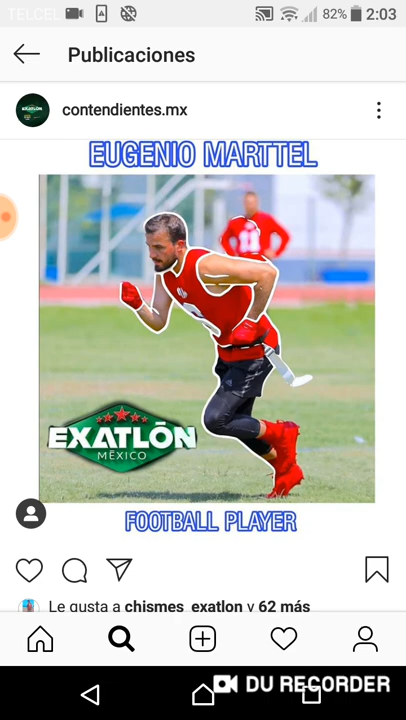 TELCEL
82% 2:03
Publicaciones
EXATLON
contendientes.mx
EUGENIO MARTTEL
EXATLŌN
MÉXICO
FOOTBALL PLAYER
Le gusta a chismes_exatlon y 62 más
DU RECORDER